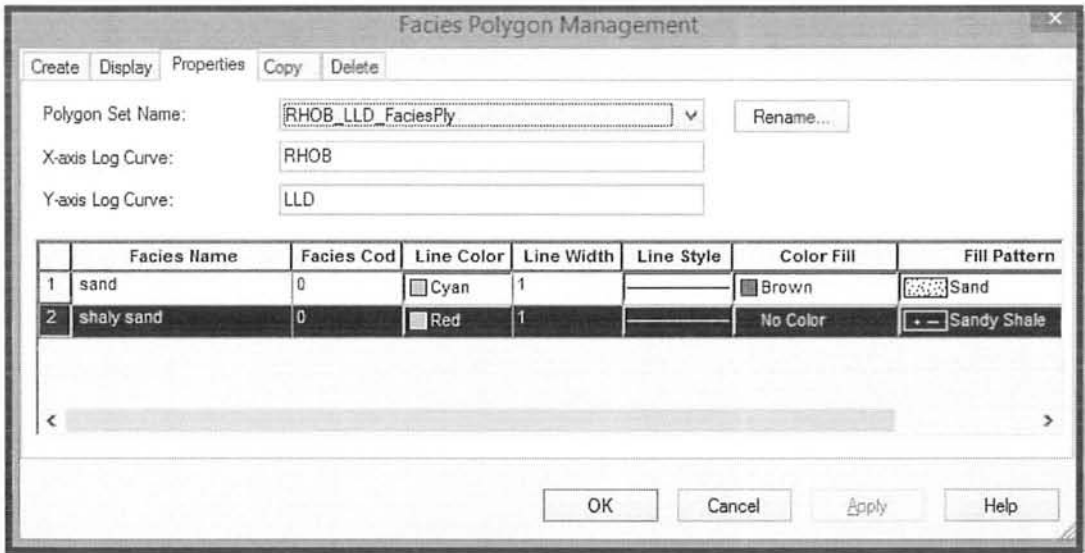 Facies Polygon Management
Create Display Properties Copy Delete
Polygon Set Name: RHOB_LLD_FaciesPly Rename...
X-axis Log Curve: RHOB
Y-axis Log Curve: LLD
Facies Name Facies Cod Line Color Line Width Line Style Color Fill Fill Pattern
1 sand 0 Cyan 1 Brown Sand
2 shaly sand 0 Red 1 No Color Sandy Shale
OK Cancel Apply Help